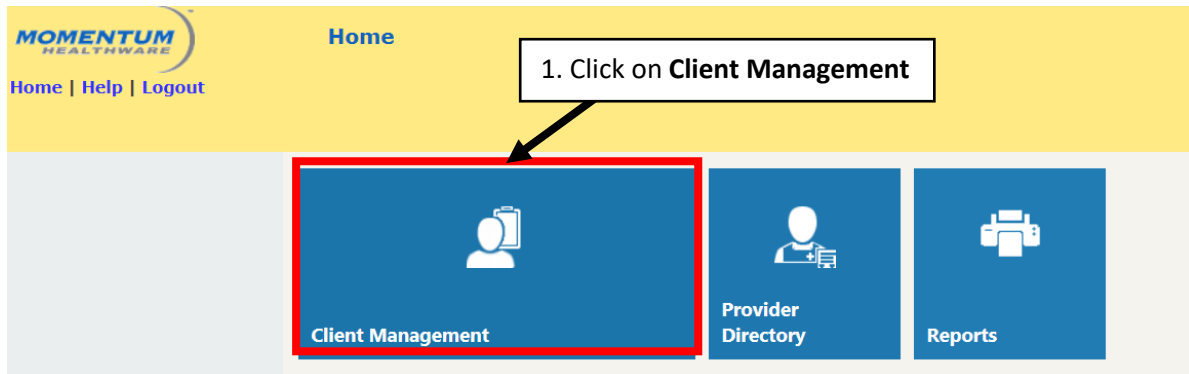 MOMENTUM
HEALTHWARE
Home
1. Click on Client Management
Home | Help | Logout
Client Management
Provider
Directory
Reports